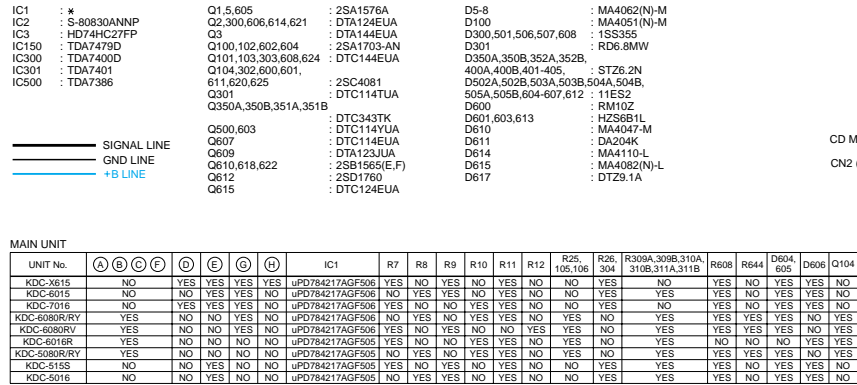 IC1 : *
IC2 : S-80830ANNP
IC3 : HD74HC27FP
IC150 : TDA7479D
IC300 : TDA7400D
IC301 : TDA7401
IC500 : TDA7386
SIGNAL LINE
GND LINE
+B LINE
Q1,5,605 : 2SA1576A
Q2,300,606,614,621 : DTA124EUA
Q3 : DTA144EUA
Q100,102,602,604 : 2SA1703-AN
Q101,103,303,608,624 : DTC144EUA
Q104,302,600,601,
611,620,625 : 2SC4081
Q301 : DTC114TUA
Q350A,350B,351A,351B
: DTC343TK
Q500,603 : DTC114YUA
Q607 : DTC114EUA
Q609 : DTA123JUA
Q610,618,622 : 2SB1565(E,F)
Q612 : 2SD1760
Q615 : DTC124EUA
D5-8 : MA4062(N)-M
D100 : MA4051(N)-M
D300,501,506,507,608 : 1SS355
D301 : RD6.8MW
D350A,350B,352A,352B,
400A,400B,401-405, : STZ6.2N
D502A,502B,503A,503B,504A,504B,
505A,505B,604-607,612 : 11ES2
D600 : RM10Z
D601,603,613 : HZS6B1L
D610 : MA4047-M
D611 : DA204K
D614 : MA4110-L
D615 : MA4082(N)-L
D617 : DTZ9.1A
CD M
CN2 (
MAIN UNIT
UNIT No. A B C F D E G H IC1 R7 R8 R9 R10 R11 R12 R25, 105,106 R26, 304 R309A,309B,310A, 310B,311A,311B R608 R644 D604, 605 D606 Q104
KDC-X615 NO YES YES YES YES uPD784217AGF506 YES NO YES NO YES NO NO YES NO YES NO YES YES NO
KDC-6015 NO NO YES YES NO uPD784217AGF506 NO YES YES NO YES NO NO YES YES YES NO YES YES NO
KDC-7016 NO YES YES YES NO uPD784217AGF506 YES NO YES NO YES NO NO YES NO YES NO YES YES NO
KDC-6080R/RY YES NO NO YES NO uPD784217AGF506 NO YES NO NO YES NO YES NO YES YES YES YES NO YES
KDC-6080RV YES NO NO YES NO uPD784217AGF506 YES NO YES NO NO YES YES NO YES YES YES YES NO YES
KDC-6016R YES NO NO NO NO uPD784217AGF505 YES NO YES NO YES NO YES NO YES NO NO NO YES YES
KDC-5080R/RY YES NO NO NO NO uPD784217AGF505 NO YES NO YES YES NO YES NO YES YES NO YES NO YES
KDC-515S NO NO YES NO NO uPD784217AGF505 NO YES YES NO YES NO NO YES YES YES NO YES YES NO
KDC-5016 NO NO YES NO NO uPD784217AGF505 NO YES YES NO YES NO NO YES YES YES NO YES YES NO